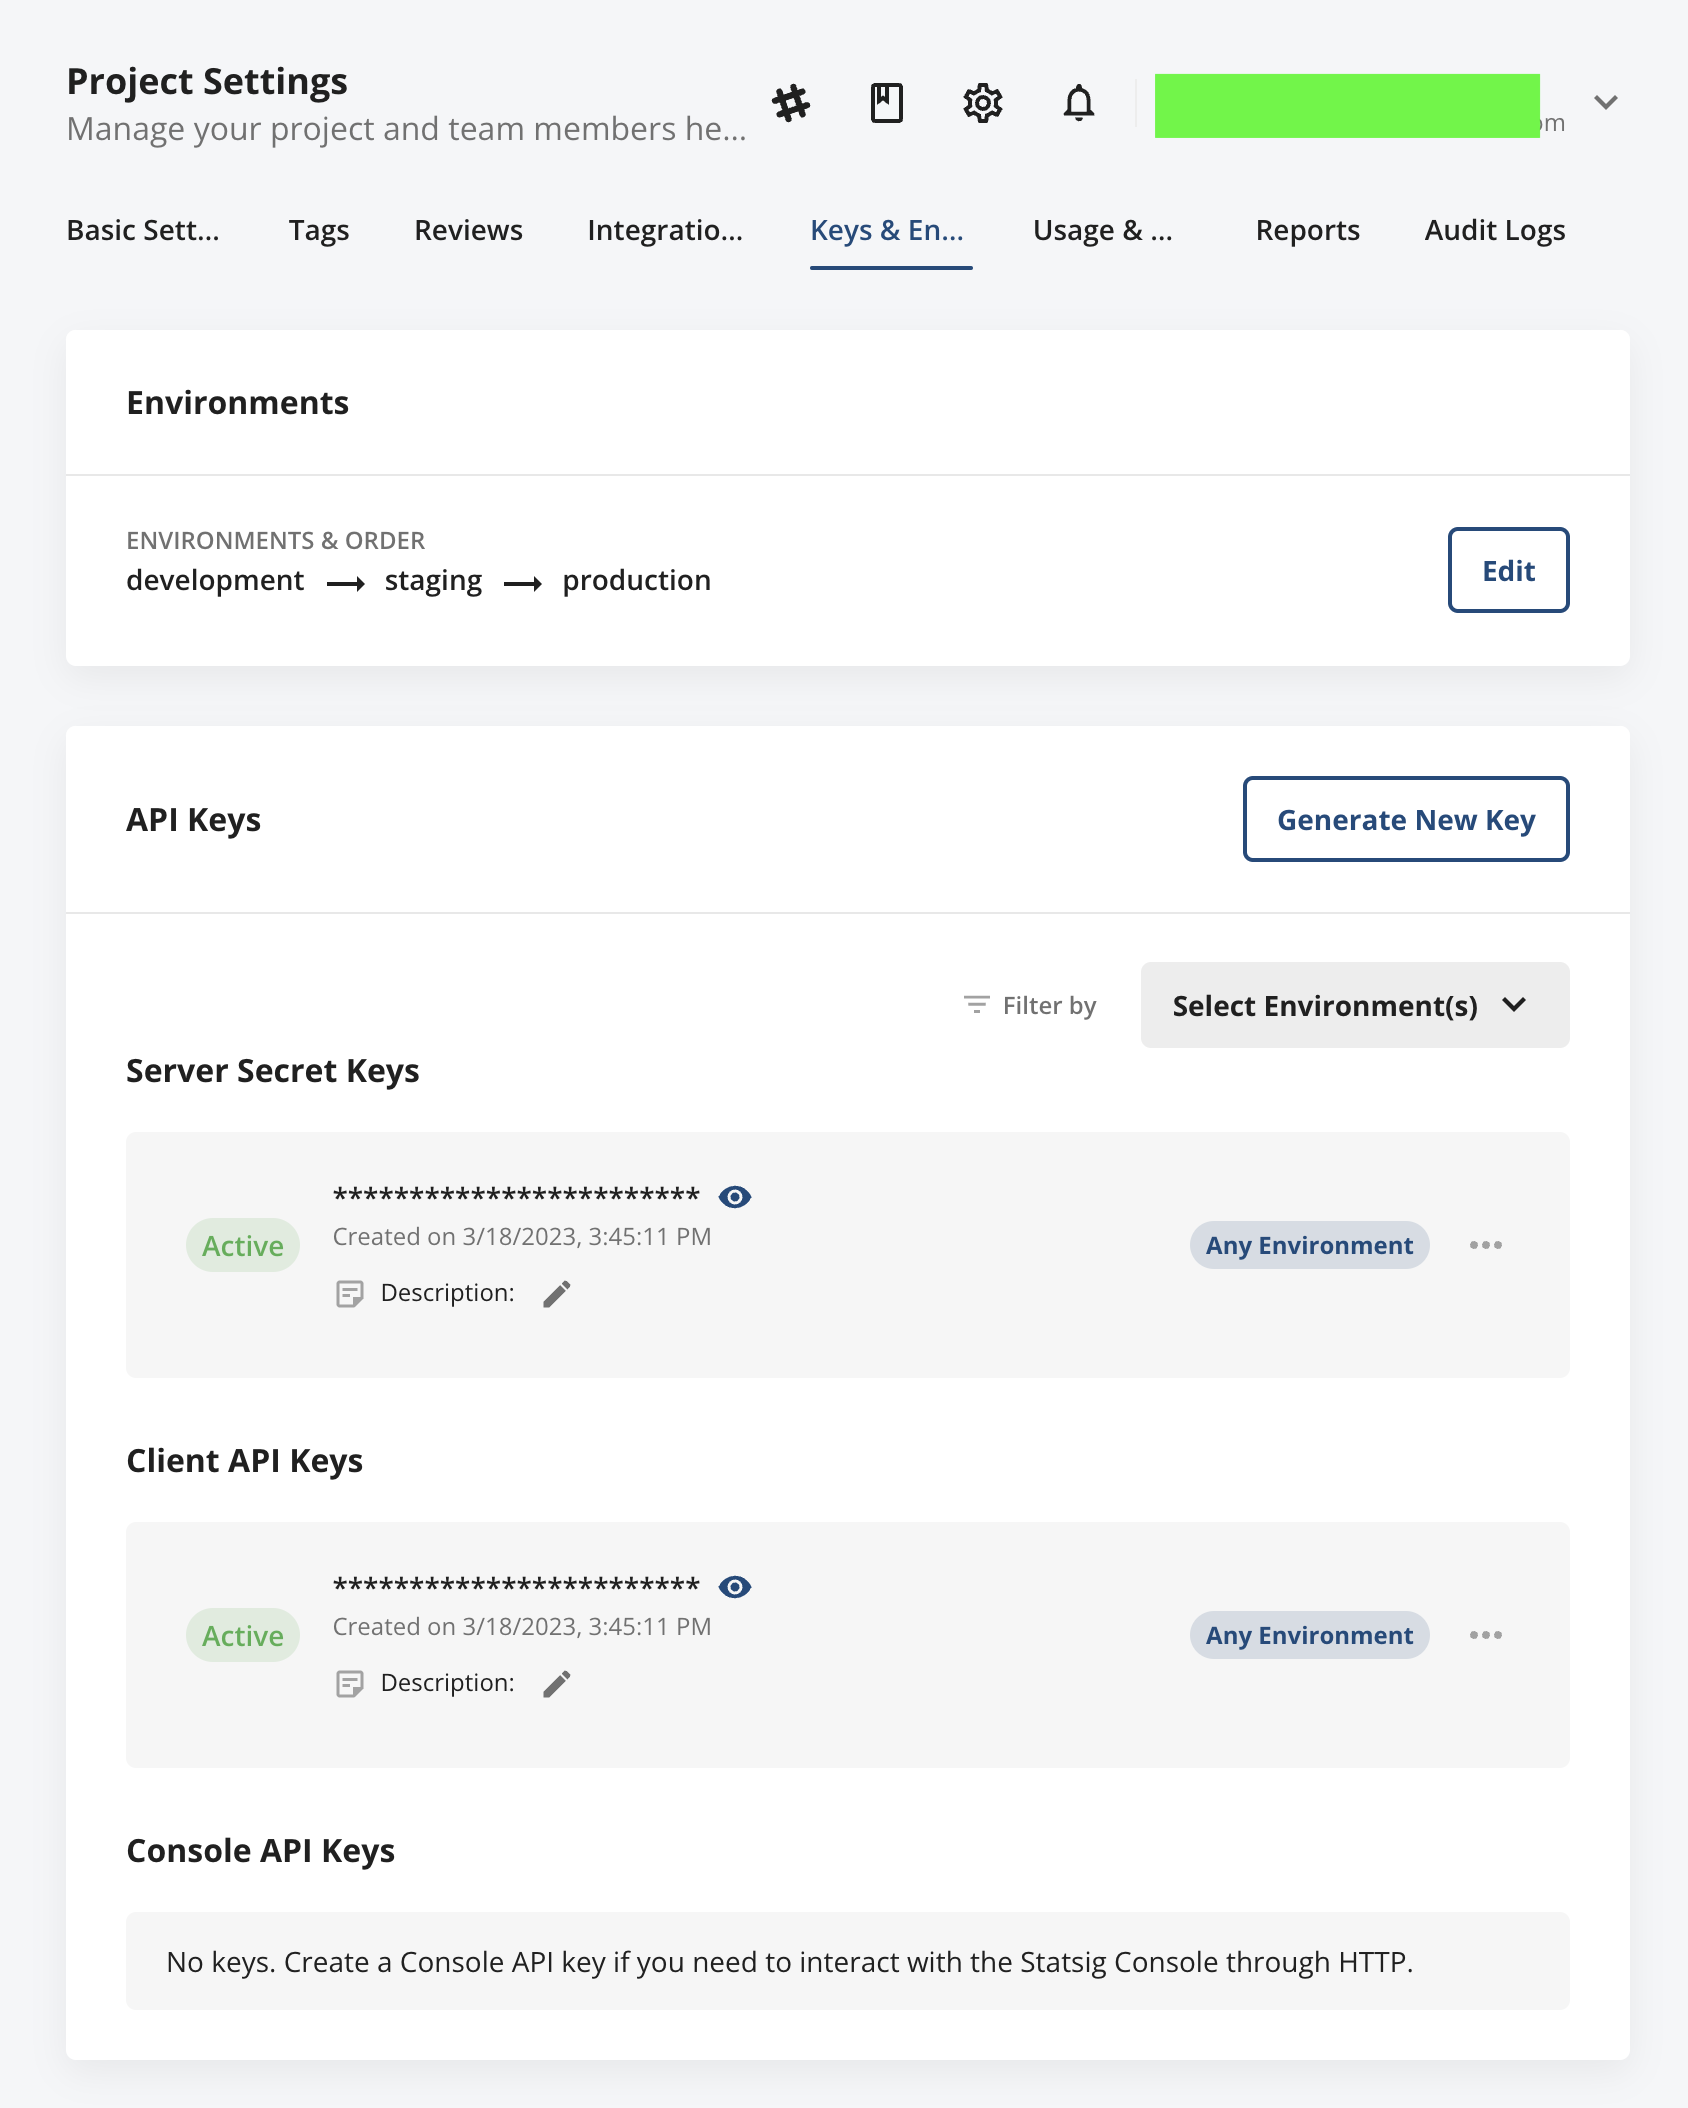 Project Settings
Manage your project and team members he...
om
Basic Sett... Tags Reviews Integratio... Keys & En... Usage & ... Reports Audit Logs
Environments
ENVIRONMENTS & ORDER
development → staging → production
Edit
API Keys
Generate New Key
Filter by
Select Environment(s)
Server Secret Keys
************************
Active
Created on 3/18/2023, 3:45:11 PM
Any Environment
Description:
Client API Keys
************************
Active
Created on 3/18/2023, 3:45:11 PM
Any Environment
Description:
Console API Keys
No keys. Create a Console API key if you need to interact with the Statsig Console through HTTP.